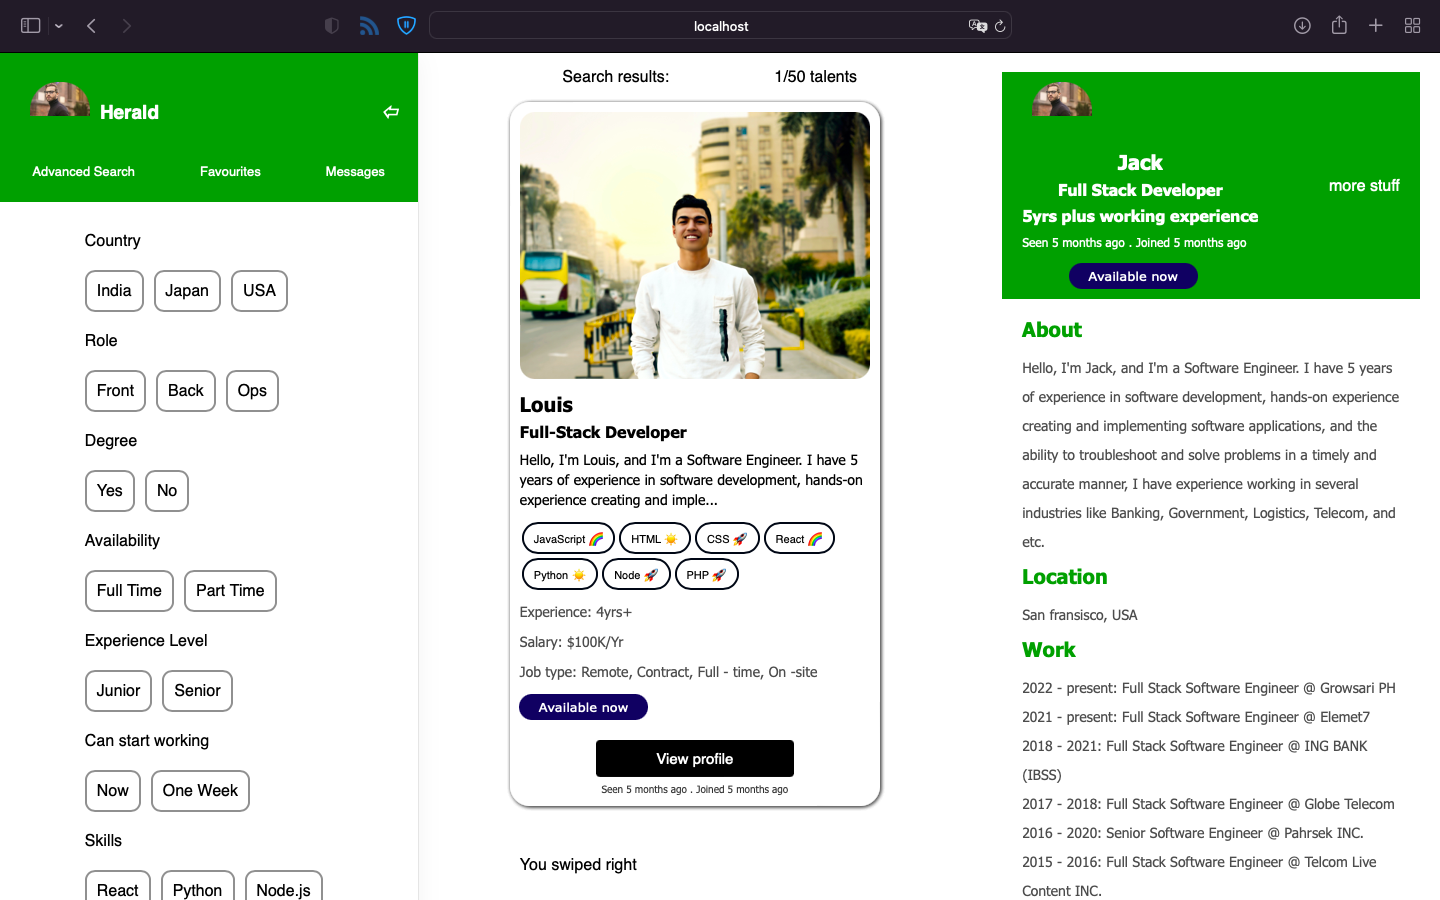 localhost
Herald
Advanced Search
Favourites
Messages
Country
India
Japan
USA
Role
Front
Back
Ops
Degree
Yes
No
Availability
Full Time
Part Time
Experience Level
Junior
Senior
Can start working
Now
One Week
Skills
React
Python
Node.js
Search results:
1/50 talents
Louis
Full-Stack Developer
Hello, I'm Louis, and I'm a Software Engineer. I have 5
years of experience in software development, hands-on
experience creating and imple...
JavaScript 🌈
HTML ☀️
CSS 🚀
React 🌈
Python ☀️
Node 🚀
PHP 🚀
Experience: 4yrs+
Salary: $100K/Yr
Job type: Remote, Contract, Full - time, On -site
Available now
View profile
Seen 5 months ago . Joined 5 months ago
You swiped right
Jack
Full Stack Developer
5yrs plus working experience
Seen 5 months ago . Joined 5 months ago
Available now
more stuff
About
Hello, I'm Jack, and I'm a Software Engineer. I have 5 years
of experience in software development, hands-on experience
creating and implementing software applications, and the
ability to troubleshoot and solve problems in a timely and
accurate manner, I have experience working in several
industries like Banking, Government, Logistics, Telecom, and
etc.
Location
San fransisco, USA
Work
2022 - present: Full Stack Software Engineer @ Growsari PH
2021 - present: Full Stack Software Engineer @ Elemet7
2018 - 2021: Full Stack Software Engineer @ ING BANK
(IBSS)
2017 - 2018: Full Stack Software Engineer @ Globe Telecom
2016 - 2020: Senior Software Engineer @ Pahrsek INC.
2015 - 2016: Full Stack Software Engineer @ Telcom Live
Content INC.